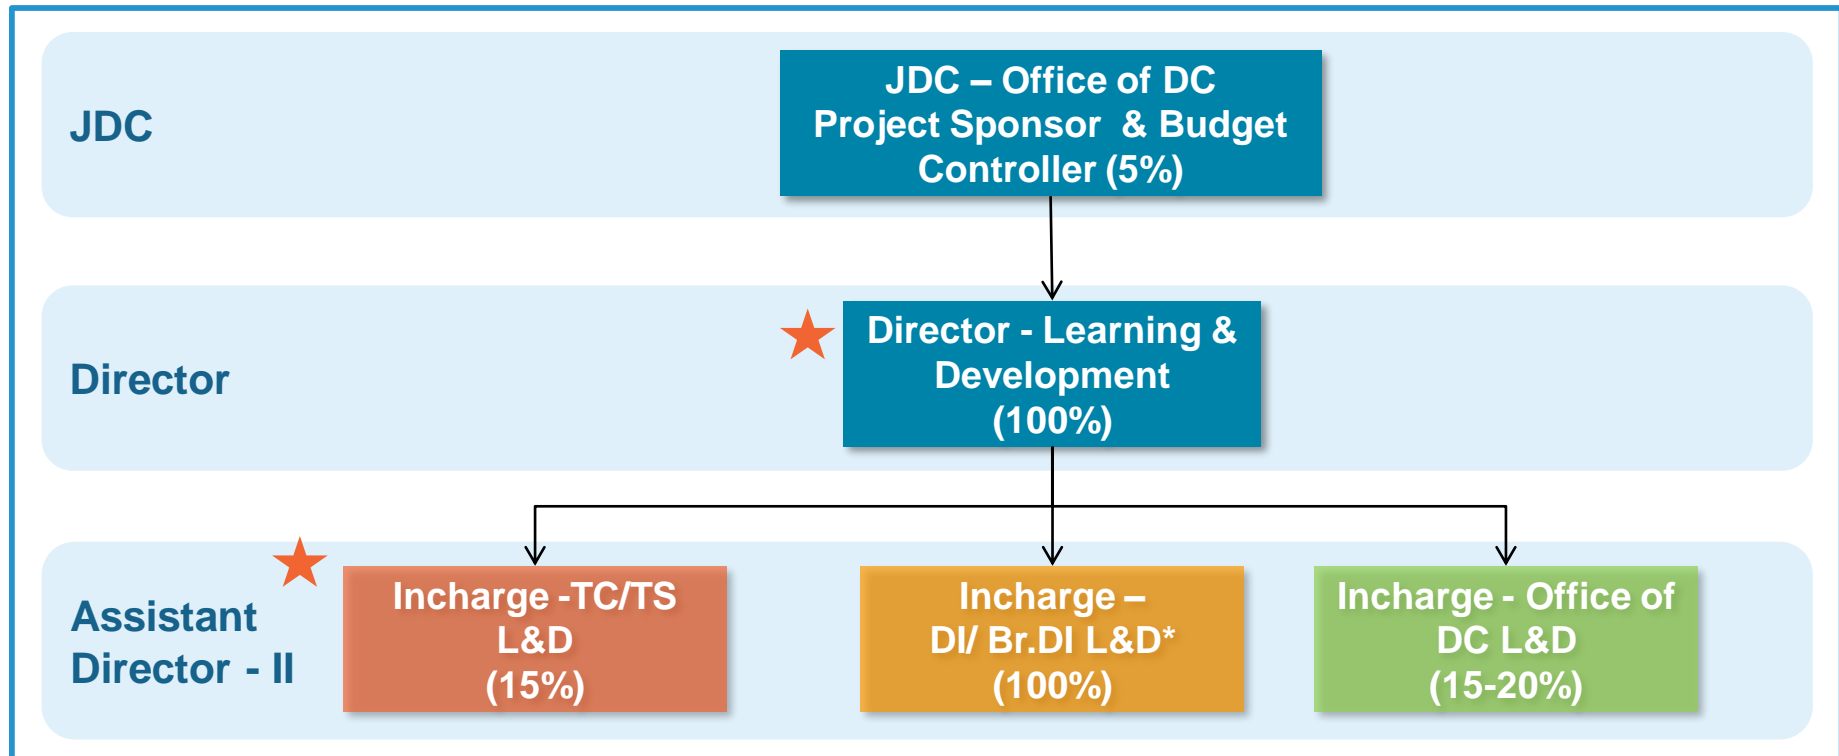 JDC
JDC – Office of DC
Project Sponsor & Budget
Controller (5%)
Director
Director - Learning &
Development
(100%)
Assistant
Director - II
Incharge -TC/TS
L&D
(15%)
Incharge –
DI/ Br.DI L&D*
(100%)
Incharge - Office of
DC L&D
(15-20%)